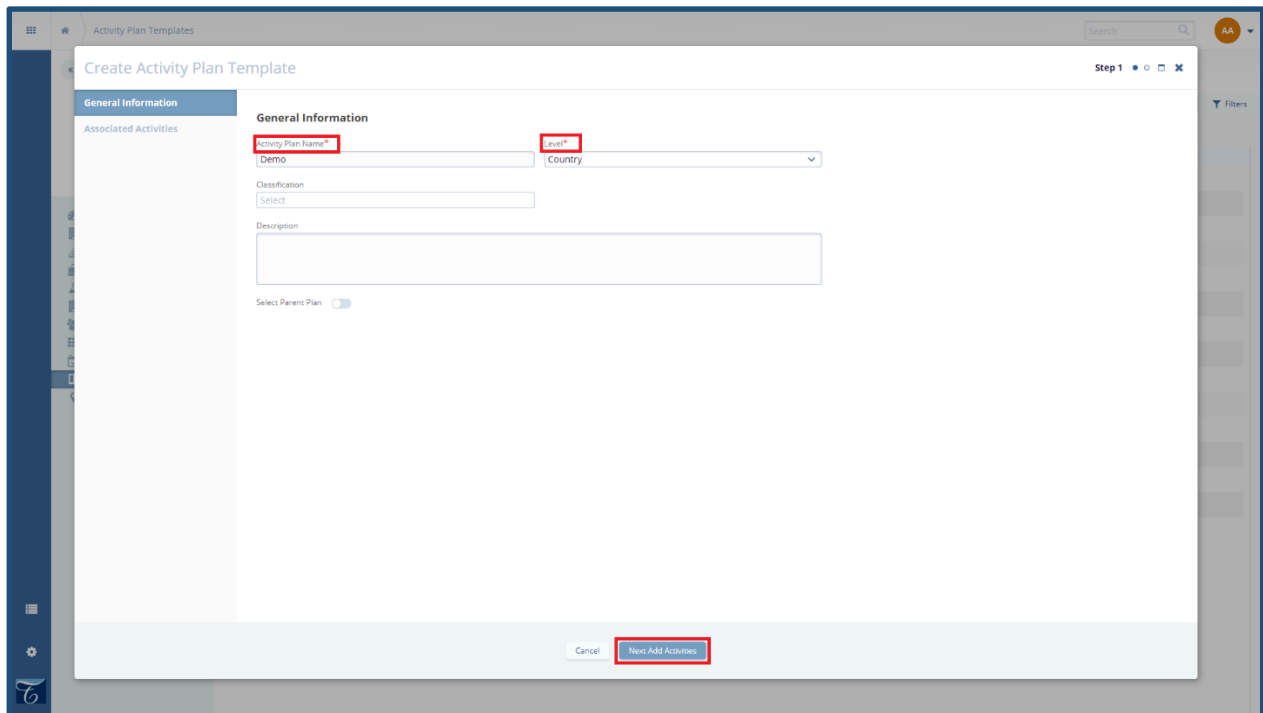 Activity Plan Templates
Search
AA
Create Activity Plan Template
Step 1
General Information
Associated Activities
Filters
General Information
Activity Plan Name*
Level*
Demo
Country
Classification
Select
Description
Select Parent Plan
Cancel
Next Add Activities